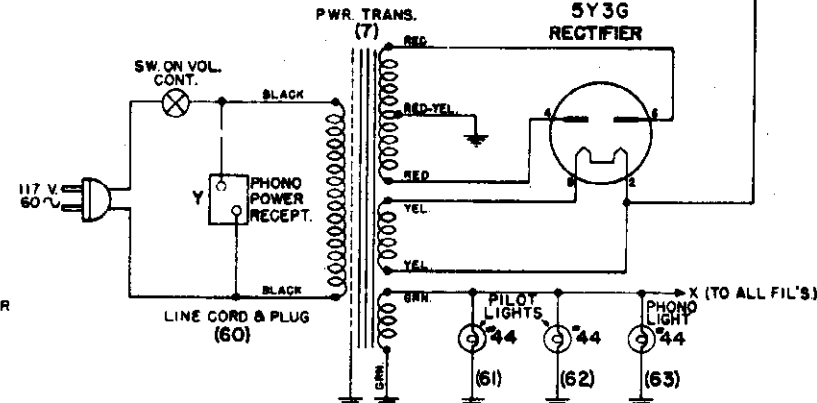 PWR. TRANS.
(7)
5Y3G
RECTIFIER
SW. ON VOL.
CONT.
RED
BLACK
RED-YEL.
4
6
117 V.
60~
Y
PHONO
POWER
RECEPT.
RED
8
2
YEL.
YEL.
BLACK
GRN.
X (TO ALL FIL'S.)
R
LINE CORD & PLUG
(60)
PILOT
LIGHTS
PHONO
LIGHT
#44
#44
#44
GRN.
(61)
(62)
(63)